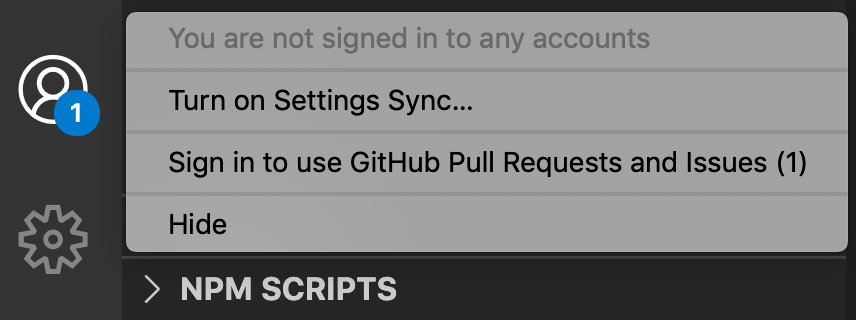 You are not signed in to any accounts
Turn on Settings Sync...
1
Sign in to use GitHub Pull Requests and Issues (1)
Hide
NPM SCRIPTS